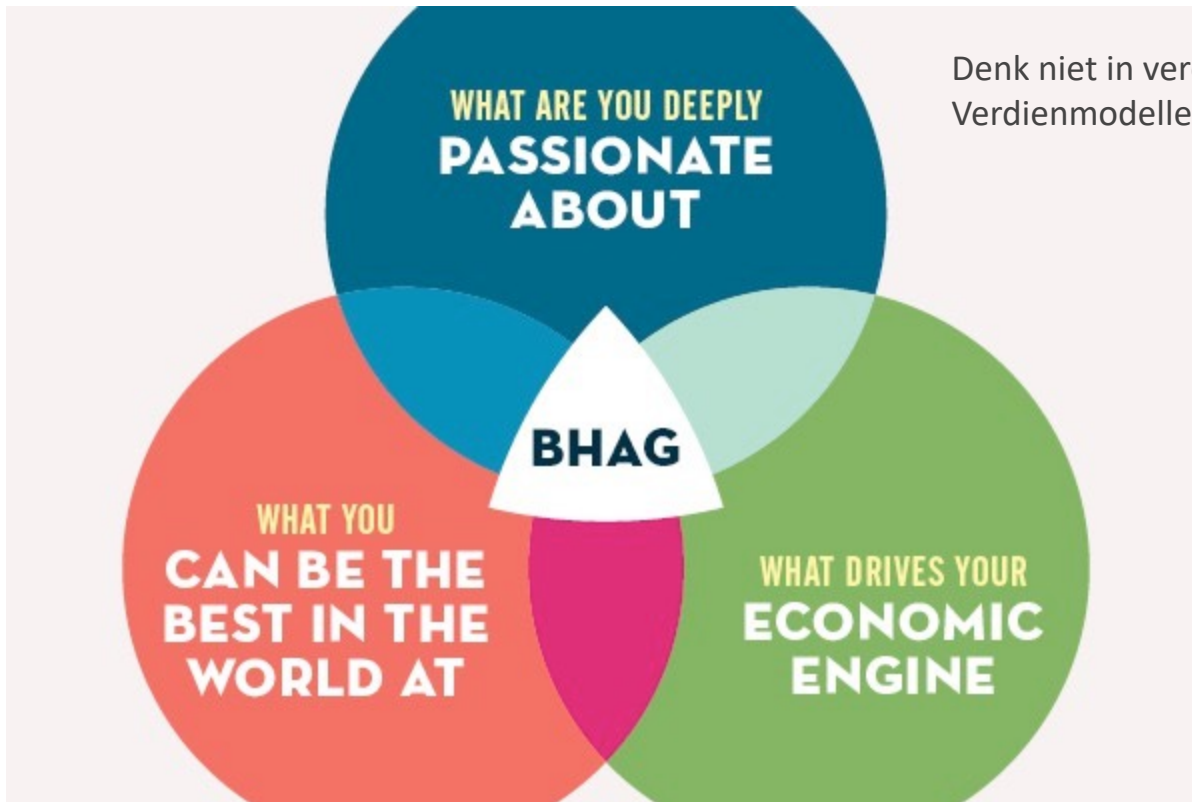 WHAT ARE YOU DEEPLY
PASSIONATE
ABOUT
Denk niet in
Verdienmodelle
BHAG
WHAT YOU
CAN BE THE
BEST IN THE
WORLD AT
WHAT DRIVES YOUR
ECONOMIC
ENGINE